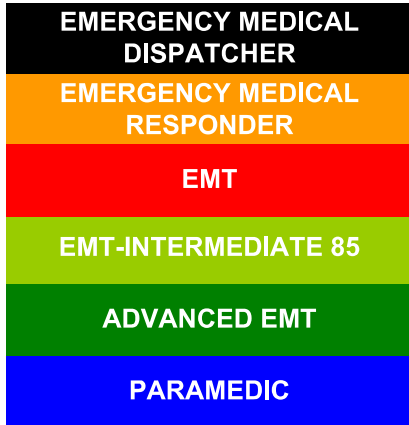 EMERGENCY MEDICAL
DISPATCHER
EMERGENCY MEDICAL
RESPONDER
EMT
EMT-INTERMEDIATE 85
ADVANCED EMT
PARAMEDIC